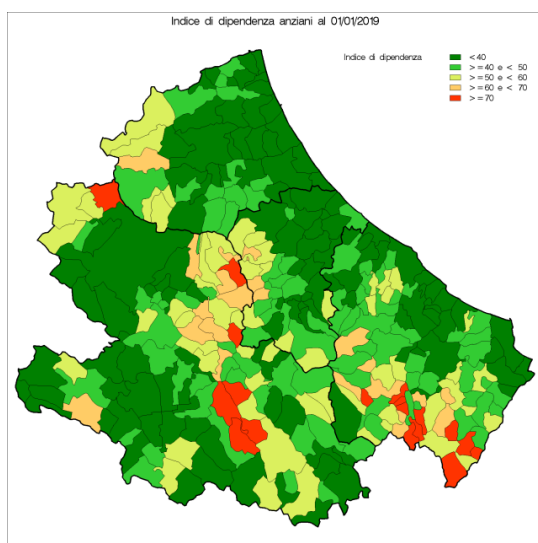 Indice di dipendenza anziani al 01/01/2019
Indice di dipendenza
<40
>=40 e < 50
>=50 e < 60
>=60 e < 70
>=70